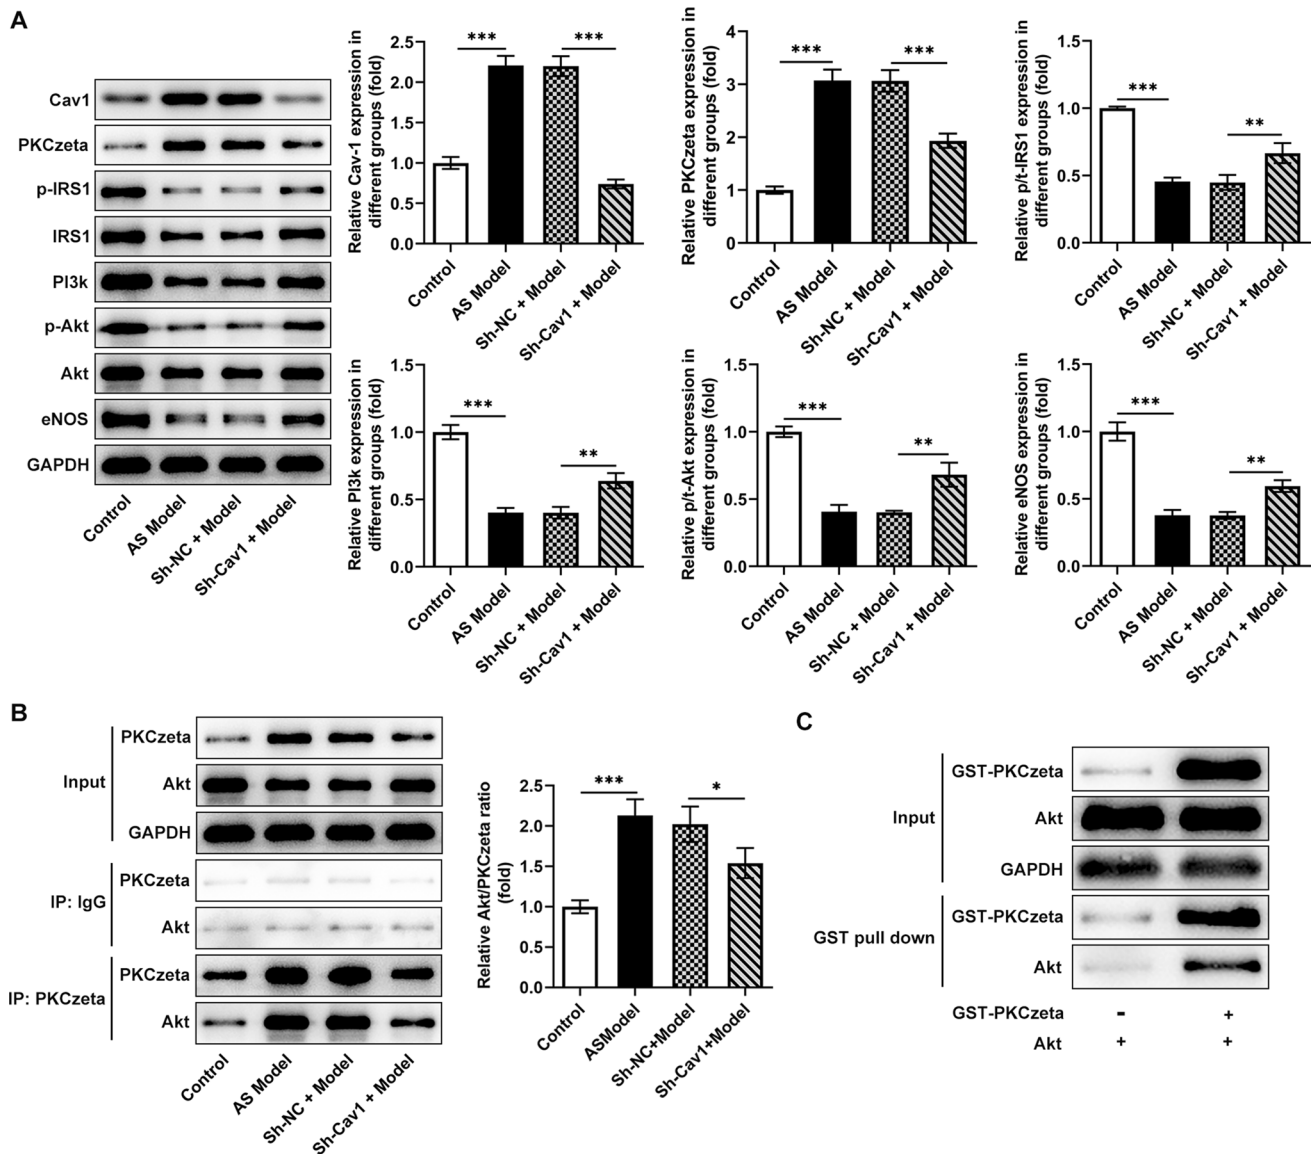 A
Cav1
PKCzeta
p-IRS1
IRS1
PI3k
p-Akt
Akt
eNOS
GAPDH
Control
AS Model
Sh-NC + Model
Sh-Cav1 + Model
Relative Cav-1 expression in
different groups (fold)
2.5
2.0
1.5
1.0
0.5
0.0
***
***
Control
AS Model
Sh-NC + Model
Sh-Cav1 + Model
Relative PKCzeta expression in
different groups (fold)
4
3
2
1
0
***
***
Control
AS Model
Sh-NC + Model
Sh-Cav1 + Model
Relative p/t-IRS1 expression in
different groups (fold)
1.5
1.0
0.5
0.0
***
**
Control
AS Model
Sh-NC + Model
Sh-Cav1 + Model
Relative PI3k expression in
different groups (fold)
1.5
1.0
0.5
0.0
***
**
Control
AS Model
Sh-NC + Model
Sh-Cav1 + Model
Relative p/t-Akt expression in
different groups (fold)
1.5
1.0
0.5
0.0
***
**
Control
AS Model
Sh-NC + Model
Sh-Cav1 + Model
Relative eNOS expression in
different groups (fold)
1.5
1.0
0.5
0.0
***
**
Control
AS Model
Sh-NC + Model
Sh-Cav1 + Model
B
Input
PKCzeta
Akt
GAPDH
IP: IgG
PKCzeta
Akt
IP: PKCzeta
PKCzeta
Akt
Control
AS Model
Sh-NC + Model
Sh-Cav1 + Model
Relative Akt/PKCzeta ratio
(fold)
2.5
2.0
1.5
1.0
0.5
0.0
***
*
Control
ASModel
Sh-NC+Model
Sh-Cav1+Model
C
Input
GST-PKCzeta
Akt
GAPDH
GST pull down
GST-PKCzeta
Akt
GST-PKCzeta - +
Akt + +